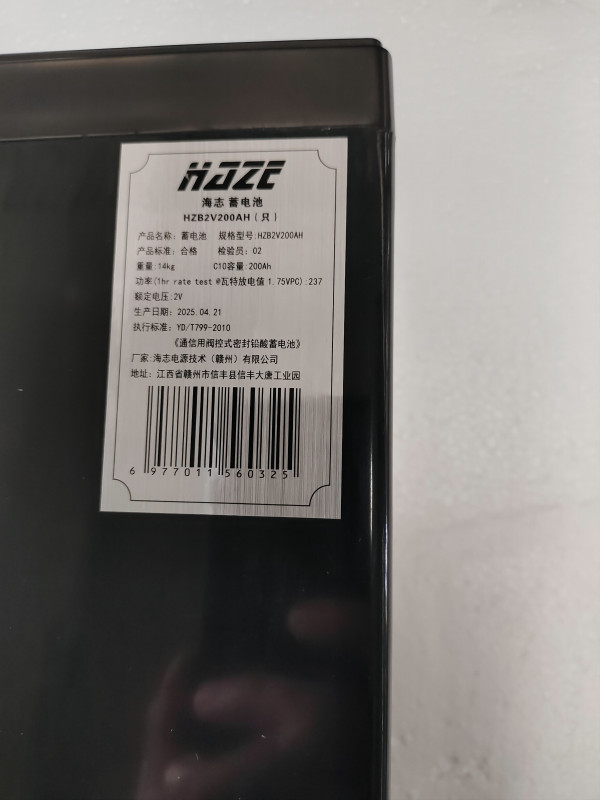 HAZE
海志 蓄电池
HZB2V200AH(只)
产品名称: 蓄电池 规格型号:HZB2V200AH
产品标准: 合格 检验员: 02
重量:14kg C10容量:200Ah
功率(1hr rate test @瓦特放电值 1.75VPC):237
额定电压:2V
生产日期: 2025.04.21
执行标准: YD/T799-2010
《通信用阀控式密封铅酸蓄电池》
厂家:海志电源技术(赣州)有限公司
地址: 江西省赣州市信丰县信丰大唐工业园
6 977011 560325